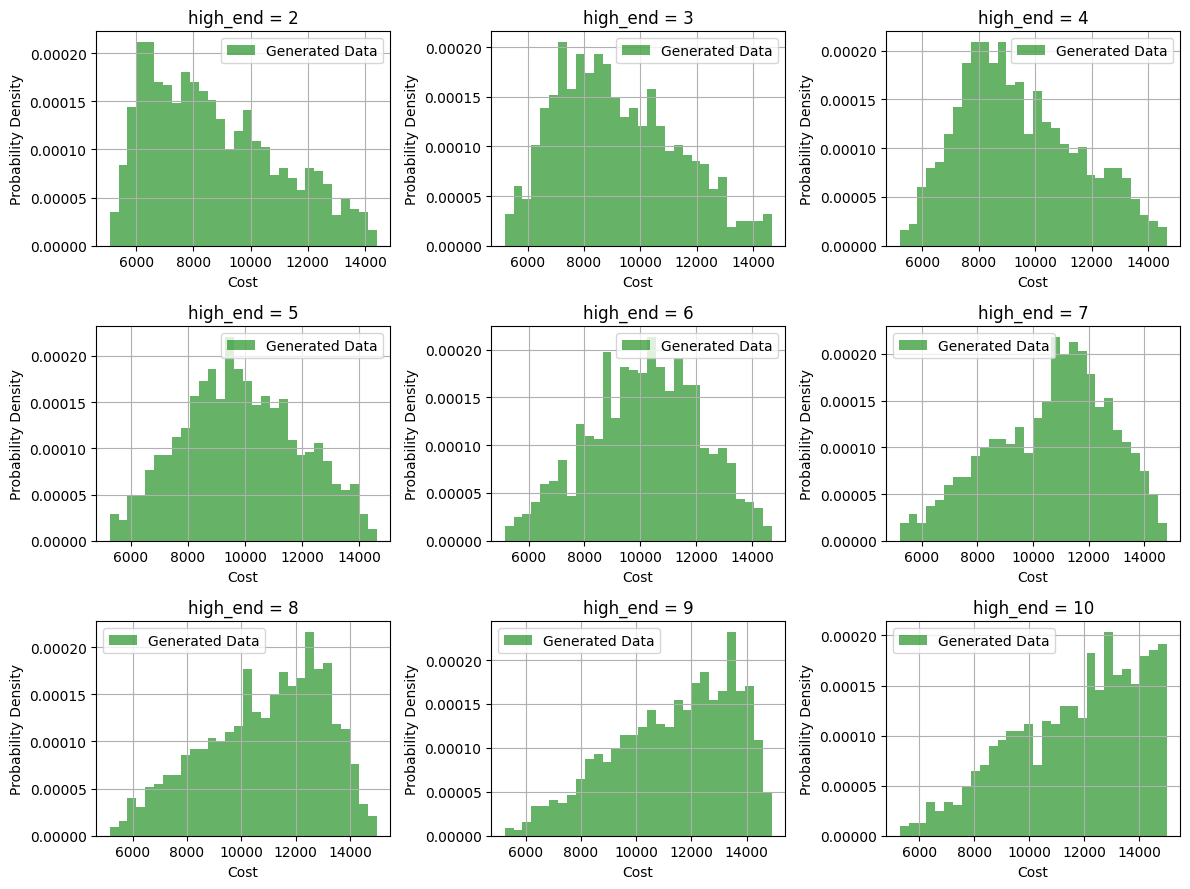 high_end = 2
high_end = 3
high_end = 4
Generated Data
Generated Data
Generated Data
Probability Density
Probability Density
Probability Density
0.00020
0.00015
0.00010
0.00005
0.00000
0.00020
0.00015
0.00010
0.00005
0.00000
0.00020
0.00015
0.00010
0.00005
0.00000
6000 8000 10000 12000 14000
6000 8000 10000 12000 14000
6000 8000 10000 12000 14000
Cost
Cost
Cost
high_end = 5
high_end = 6
high_end = 7
Generated Data
Generated Data
Generated Data
Probability Density
Probability Density
Probability Density
0.00020
0.00015
0.00010
0.00005
0.00000
0.00020
0.00015
0.00010
0.00005
0.00000
0.00020
0.00015
0.00010
0.00005
0.00000
6000 8000 10000 12000 14000
6000 8000 10000 12000 14000
6000 8000 10000 12000 14000
Cost
Cost
Cost
high_end = 8
high_end = 9
high_end = 10
Generated Data
Generated Data
Generated Data
Probability Density
Probability Density
Probability Density
0.00020
0.00015
0.00010
0.00005
0.00000
0.00020
0.00015
0.00010
0.00005
0.00000
0.00020
0.00015
0.00010
0.00005
0.00000
6000 8000 10000 12000 14000
6000 8000 10000 12000 14000
6000 8000 10000 12000 14000
Cost
Cost
Cost